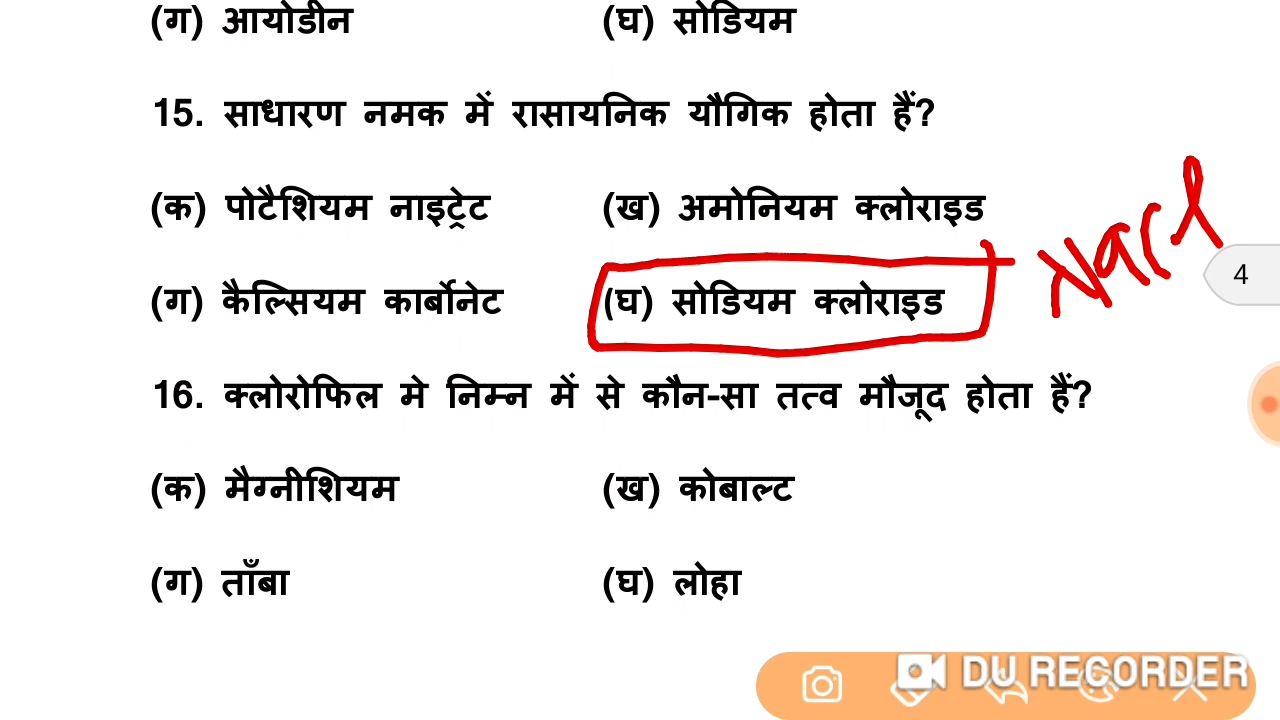 (ग) आयोडीन (घ) सोडियम
15. साधारण नमक में रासायनिक यौगिक होता हैं?
(क) पोटैशियम नाइट्रेट (ख) अमोनियम क्लोराइड
(ग) कैल्सियम कार्बोनेट (घ) सोडियम क्लोराइड
Nacl
4
16. क्लोरोफिल मे निम्न में से कौन-सा तत्व मौजूद होता हैं?
(क) मैग्नीशियम (ख) कोबाल्ट
(ग) ताँबा (घ) लोहा
DU RECORDER